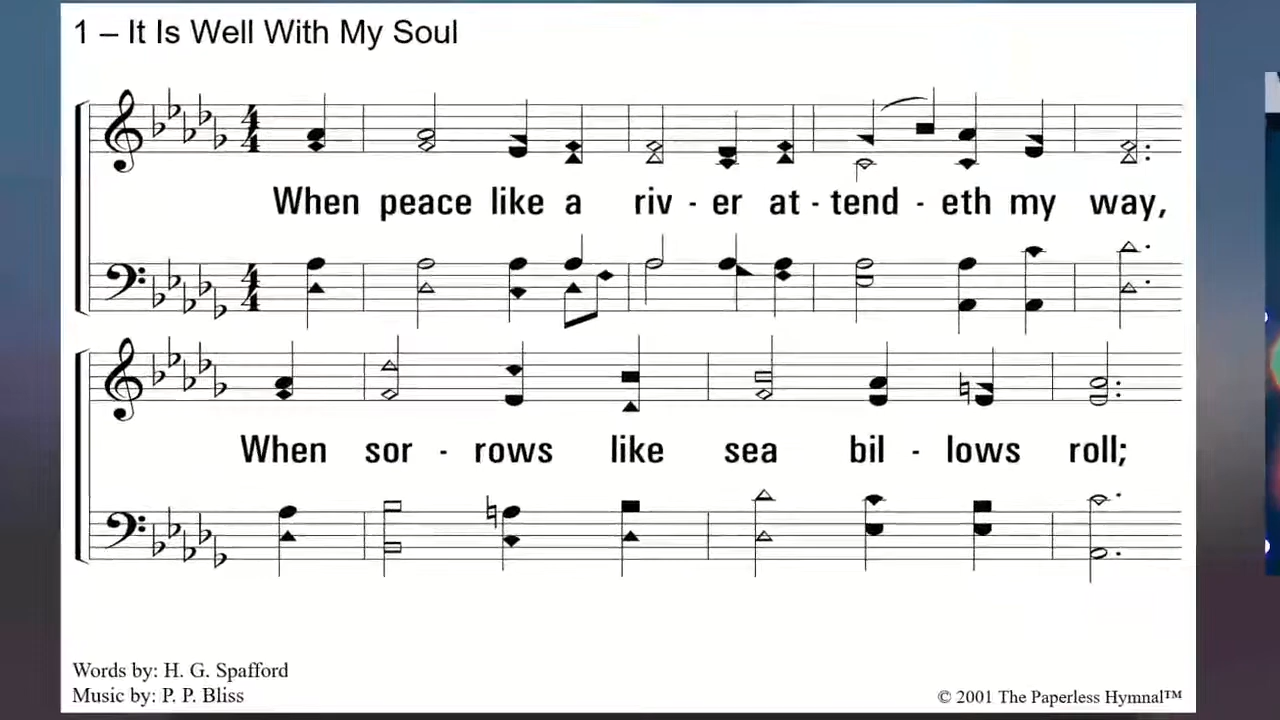 1 – It Is Well With My Soul
When peace like a riv - er at - tend - eth my way,
When sor - rows like sea bil - lows roll;
Words by: H. G. Spafford
Music by: P. P. Bliss
© 2001 The Paperless Hymnal™